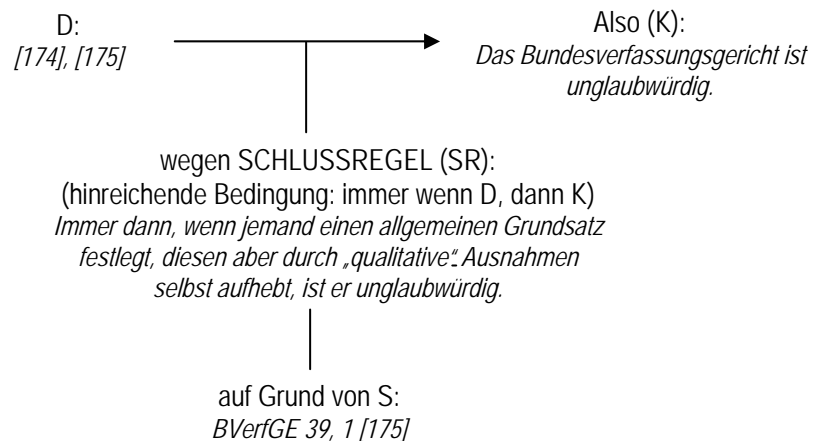 D:
[174], [175]
Also (K):
Das Bundesverfassungsgericht ist
unglaubwürdig.
wegen SCHLUSSREGEL (SR):
(hinreichende Bedingung: immer wenn D, dann K)
Immer dann, wenn jemand einen allgemeinen Grundsatz
festlegt, diesen aber durch „qualitative“ Ausnahmen
selbst aufhebt, ist er unglaubwürdig.
auf Grund von S:
BVerfGE 39, 1 [175]